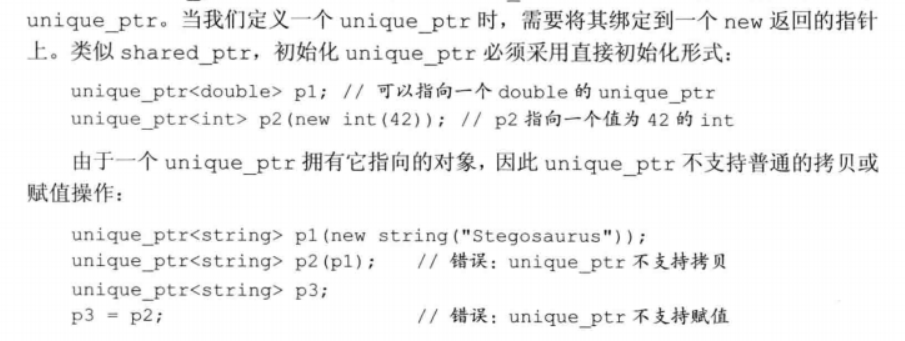 unique_ptr。当我们定义一个 unique_ptr 时，需要将其绑定到一个 new 返回的指针
上。类似 shared_ptr，初始化 unique_ptr 必须采用直接初始化形式：
unique_ptr<double> p1; // 可以指向一个 double 的 unique_ptr
unique_ptr<int> p2(new int(42)); // p2 指向一个值为 42 的 int
由于一个 unique_ptr 拥有它指向的对象，因此 unique_ptr 不支持普通的拷贝或
赋值操作：
unique_ptr<string> p1(new string("Stegosaurus"));
unique_ptr<string> p2(p1); // 错误：unique_ptr 不支持拷贝
unique_ptr<string> p3;
p3 = p2; // 错误：unique_ptr 不支持赋值